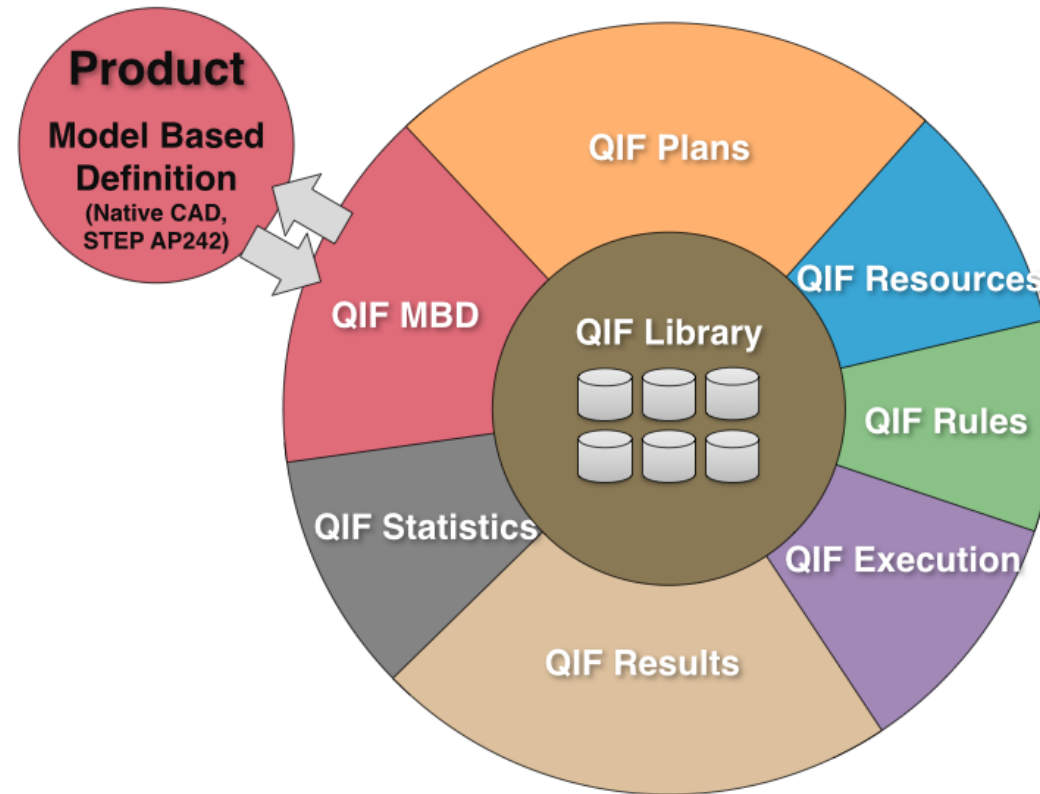 Product
Model Based
Definition
(Native CAD,
STEP AP242)
QIF Plans
QIF Resources
QIF MBD
QIF Library
QIF Rules
QIF Statistics
QIF Execution
QIF Results